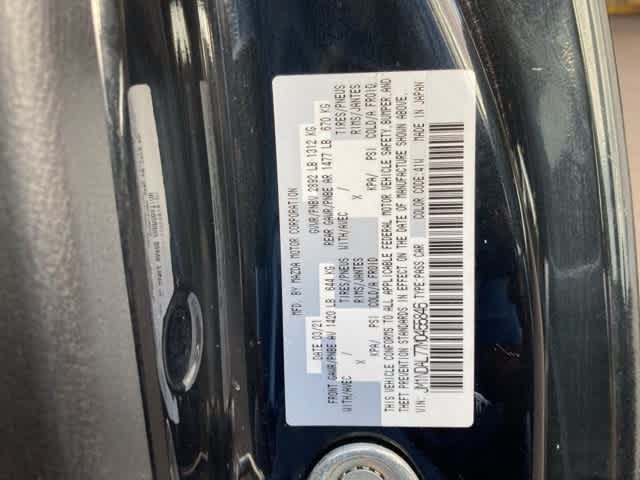 MFD. BY MAZDA MOTOR CORPORATION
DATE 03/21 GVWR/PNBV 2892 LB 1312 KG
FRONT GAWR/PNBE AV 1420 LB 644 KG REAR GAWR/PNBE AR 1477 LB 670 KG
WITH/AVEC TIRES/PNEUS WITH/AVEC TIRES/PNEUS
X RIMS/JANTES X RIMS/JANTES
KPA/ PSI COLD/A FROID KPA/ PSI COLD/A FROID
THIS VEHICLE CONFORMS TO ALL APPLICABLE FEDERAL MOTOR VEHICLE SAFETY, BUMPER, AND
THEFT PREVENTION STANDARDS IN EFFECT ON THE DATE OF MANUFACTURE SHOWN ABOVE.
VIN: JM1NDAL77M0455846 TYPE:PASS CAR COLOR CODE:41W MADE IN JAPAN